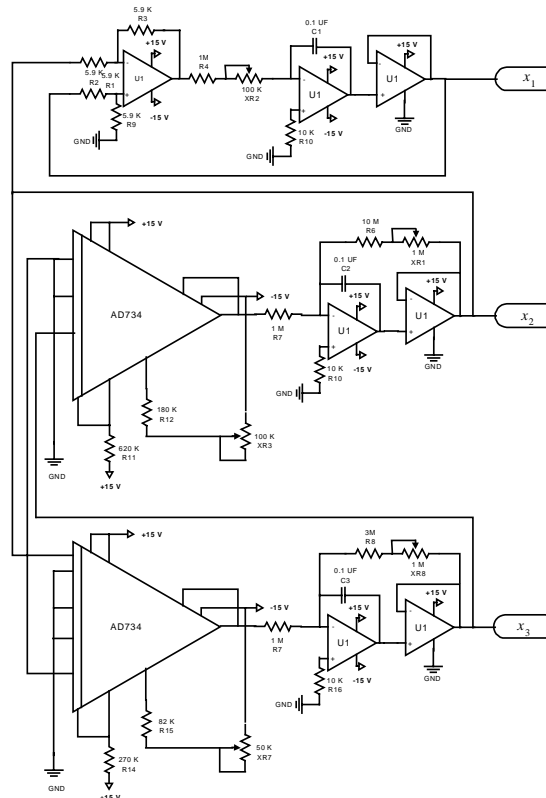 5.9 K
R3
+15 V
5.9 K
R2
5.9 K
R1
U1
-15 V
5.9 K
R9
GND
1M
R4
100 K
XR2
0.1 UF
C1
U1
10 K
R10
GND
+15 V
U1
GND
x1
+15 V
AD734
-15 V
1 M
R7
180 K
R12
620 K
R11
+15 V
100 K
XR3
GND
10 M
R6
1 M
XR1
0.1 UF
C2
+15 V
U1
-15 V
10 K
R10
GND
+15 V
U1
GND
x2
+15 V
AD734
-15 V
1 M
R7
82 K
R15
270 K
R14
+15 V
50 K
XR7
GND
3M
R8
1 M
XR8
0.1 UF
C3
+15 V
U1
-15 V
10 K
R16
GND
+15 V
U1
GND
x3